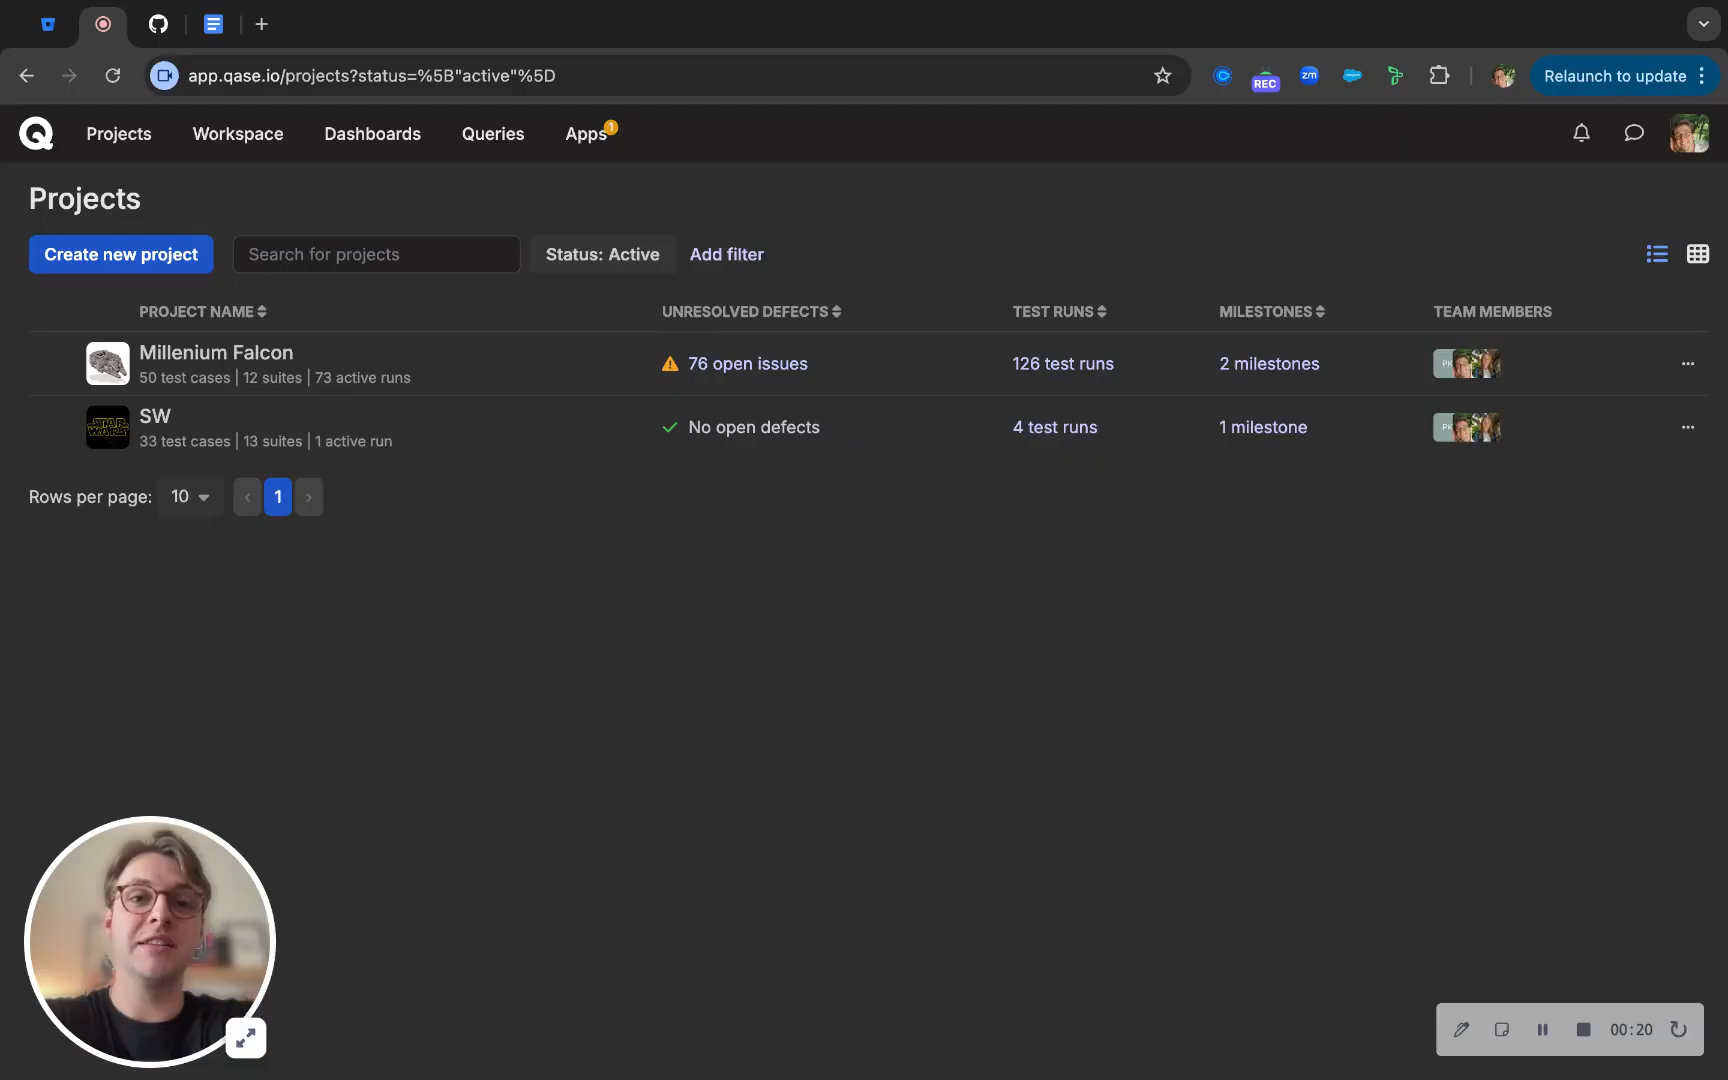 app.qase.io/projects?status=%5B"active"%5D
REC
zm
Relaunch to update
Projects
Workspace
Dashboards
Queries
Apps
1
Projects
Create new project
Search for projects
Status: Active
Add filter
PROJECT NAME
UNRESOLVED DEFECTS
TEST RUNS
MILESTONES
TEAM MEMBERS
Millenium Falcon
50 test cases | 12 suites | 73 active runs
76 open issues
126 test runs
2 milestones
PK
STAR WARS
SW
33 test cases | 13 suites | 1 active run
No open defects
4 test runs
1 milestone
PK
Rows per page:
10
1
00:20